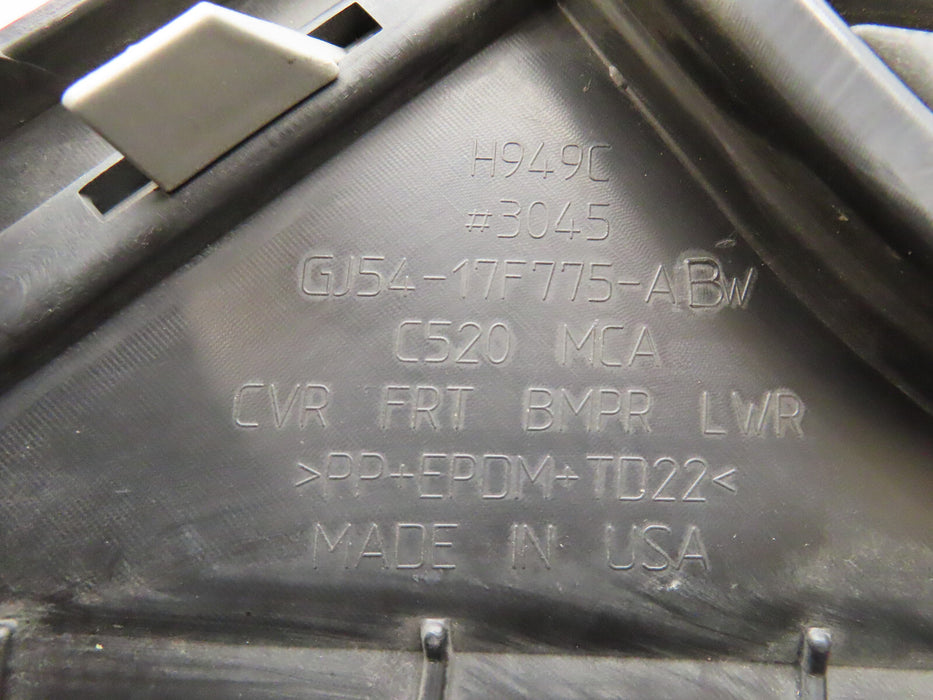 H949C
#3045
GJ54-17F775-ABW
C520 MCA
CVR FRT BMPR LWR
>PP+EPDM+TD22<
MADE IN USA